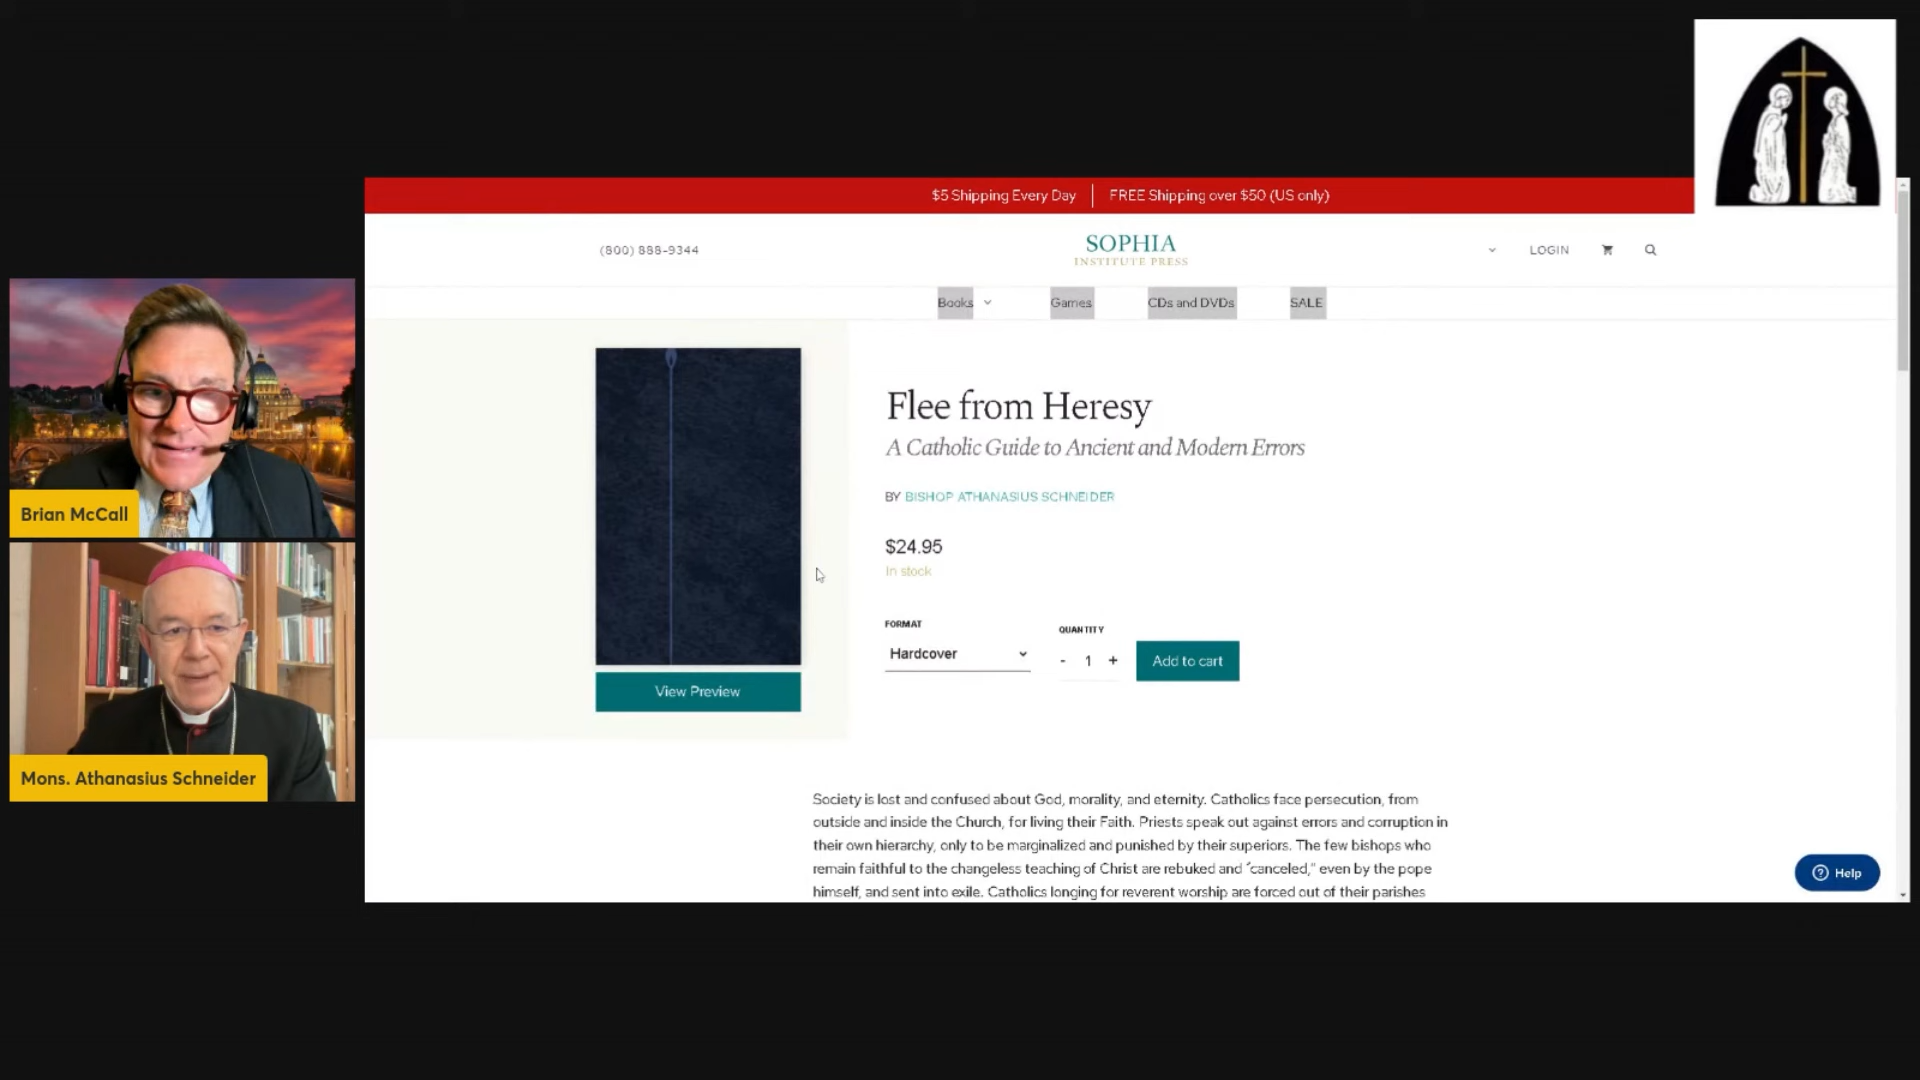 $5 Shipping Every Day
FREE Shipping over $50 (US only)
(800) 888-9344
SOPHIA
INSTITUTE PRESS
LOGIN
Books
Games
CDs and DVDs
SALE
Flee from Heresy
A Catholic Guide to Ancient and Modern Errors
BY BISHOP ATHANASIUS SCHNEIDER
$24.95
In stock
FORMAT
QUANTITY
Hardcover
- 1 +
Add to cart
View Preview
Brian McCall
Mons. Athanasius Schneider
Society is lost and confused about God, morality, and eternity. Catholics face persecution, from
outside and inside the Church, for living their Faith. Priests speak out against errors and corruption in
their own hierarchy, only to be marginalized and punished by their superiors. The few bishops who
remain faithful to the changeless teaching of Christ are rebuked and “canceled,” even by the pope
himself, and sent into exile. Catholics longing for reverent worship are forced out of their parishes
Help